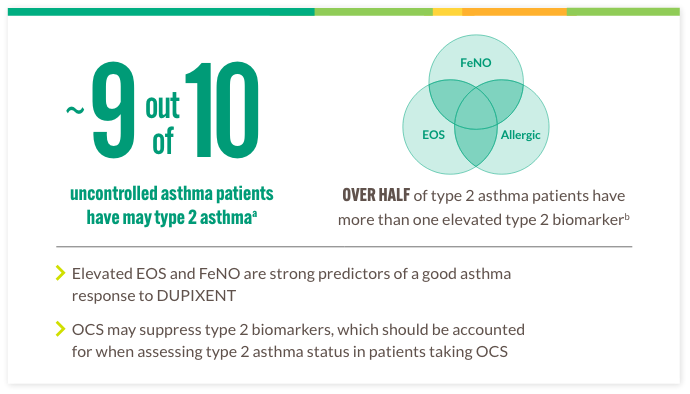 ~9 out of 10
uncontrolled asthma patients
have may type 2 asthmaᵃ
FeNO
EOS
Allergic
OVER HALF of type 2 asthma patients have
more than one elevated type 2 biomarkerᵇ
Elevated EOS and FeNO are strong predictors of a good asthma
response to DUPIXENT
OCS may suppress type 2 biomarkers, which should be accounted
for when assessing type 2 asthma status in patients taking OCS